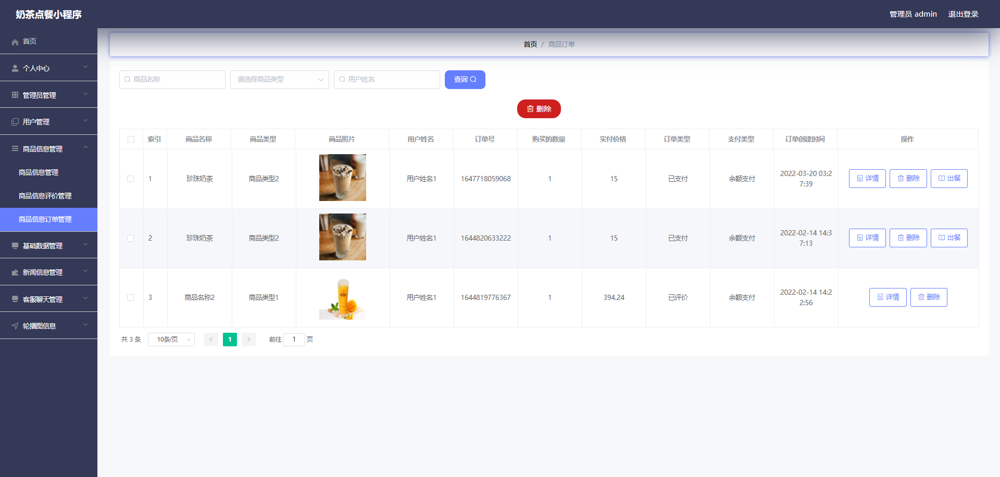 奶茶点餐小程序
管理员 admin 退出登录
首页
个人中心
管理员管理
用户管理
商品信息管理
商品信息管理
商品信息评价管理
商品信息订单管理
基础数据管理
新闻信息管理
客服聊天管理
轮播图信息
首页 / 商品订单
商品名称 请选择商品类型 用户姓名 查询
删除
索引 商品名称 商品类型 商品照片 用户姓名 订单号 购买的数量 实付价格 订单类型 支付类型 订单创建时间 操作
1 珍珠奶茶 商品类型2 用户姓名1 1647718059068 1 15 已支付 余额支付 2022-03-20 03:2
7:39
详情 删除 出餐
2 珍珠奶茶 商品类型2 用户姓名1 1644820633222 1 15 已支付 余额支付 2022-02-14 14:3
7:13
详情 删除 出餐
3 商品名称2 商品类型1 用户姓名1 1644819776367 1 394.24 已评价 余额支付 2022-02-14 14:2
2:56
详情 删除
共 3 条 10条/页 1 前往 1 页